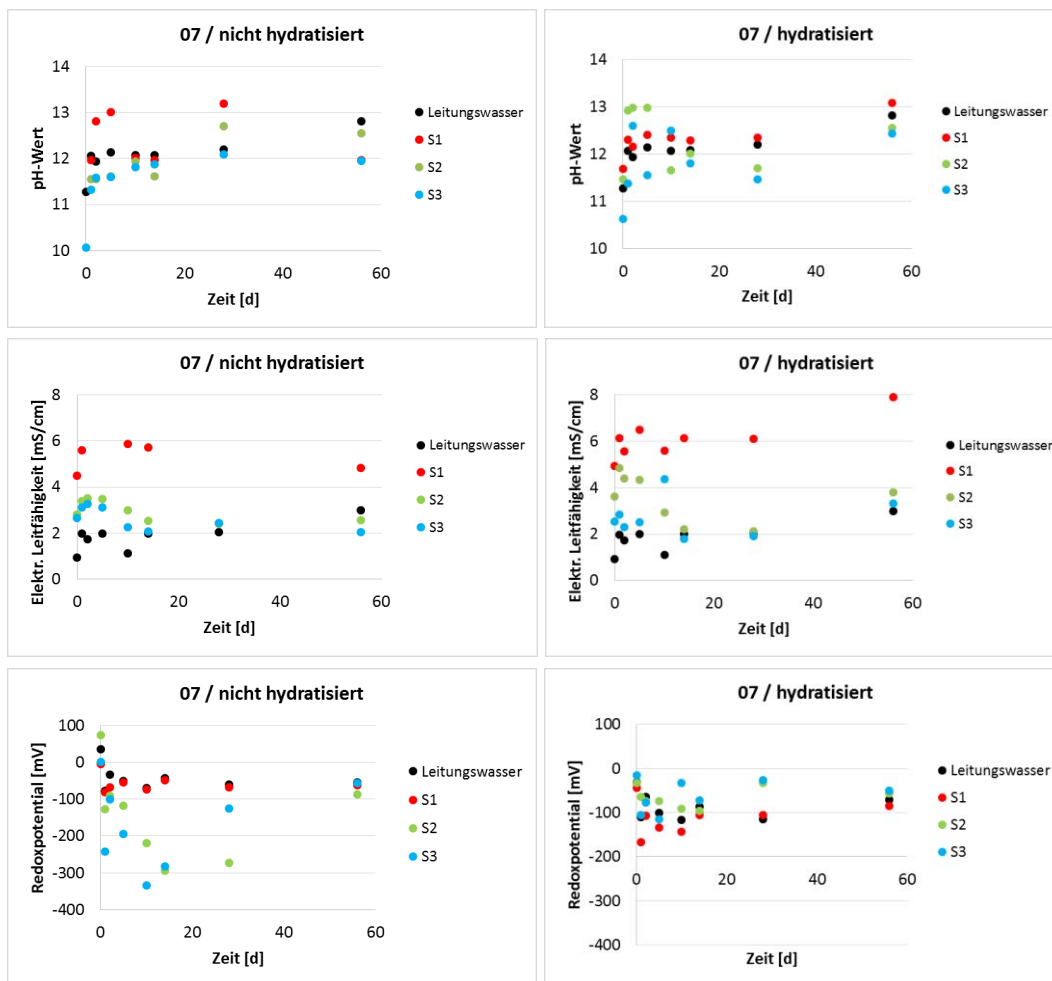 07 / nicht hydratisiert
14
13
12
11
10
0
20
40
60
pH-Wert
Zeit [d]
Leitungswasser
S1
S2
S3
07 / hydratisiert
14
13
12
11
10
0
20
40
60
pH-Wert
Zeit [d]
Leitungswasser
S1
S2
S3
07 / nicht hydratisiert
8
6
4
2
0
0
20
40
60
Elektr. Leitfähigkeit [mS/cm]
Zeit [d]
Leitungswasser
S1
S2
S3
07 / hydratisiert
8
6
4
2
0
0
20
40
60
Elektr. Leitfähigkeit [mS/cm]
Zeit [d]
Leitungswasser
S1
S2
S3
07 / nicht hydratisiert
100
0
-100
-200
-300
-400
0
20
40
60
Redoxpotential [mV]
Zeit [d]
Leitungswasser
S1
S2
S3
07 / hydratisiert
100
0
-100
-200
-300
-400
0
20
40
60
Redoxpotential [mV]
Zeit [d]
Leitungswasser
S1
S2
S3